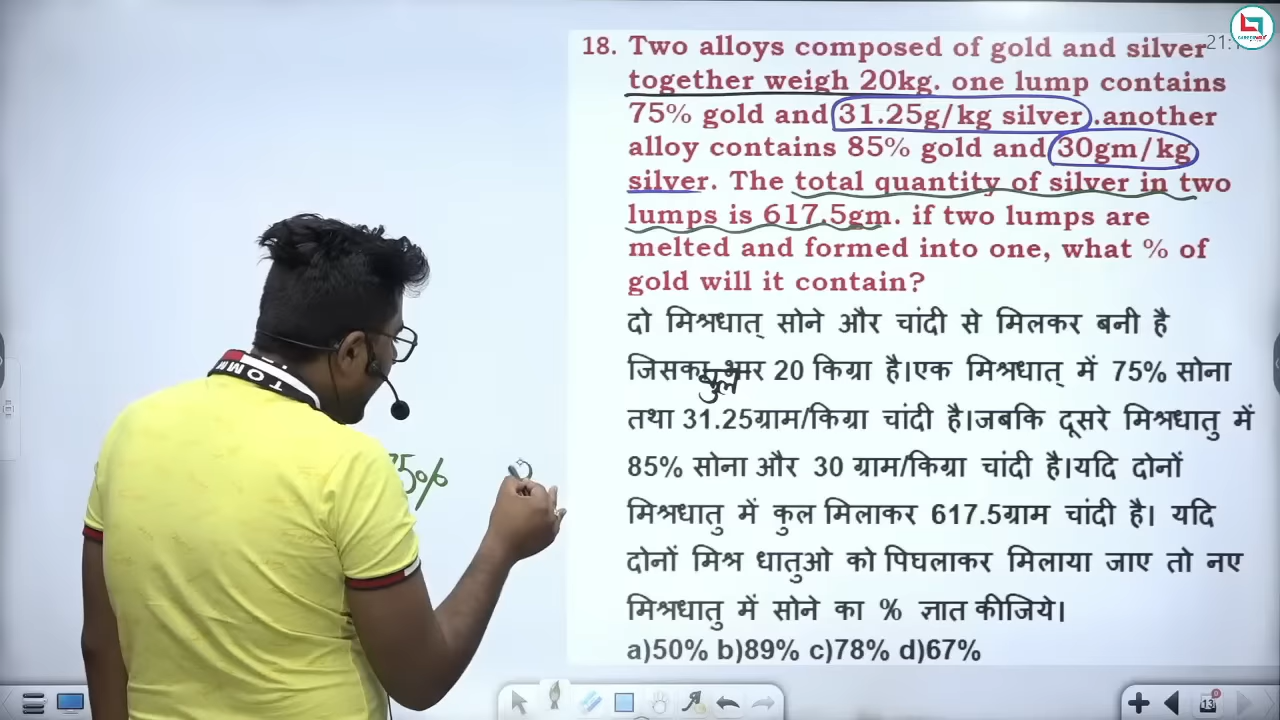 18. Two alloys composed of gold and silver
together weigh 20kg. one lump contains
75% gold and 31.25g/kg silver .another
alloy contains 85% gold and 30gm/kg
silver. The total quantity of silver in two
lumps is 617.5gm. if two lumps are
melted and formed into one, what % of
gold will it contain?
दो मिश्रधातु सोने और चांदी से मिलकर बनी है
जिसका भार 20 किग्रा है।एक मिश्रधातु में 75% सोना
कुल
तथा 31.25ग्राम/किग्रा चांदी है।जबकि दूसरे मिश्रधातु में
85% सोना और 30 ग्राम/किग्रा चांदी है।यदि दोनों
मिश्रधातु में कुल मिलाकर 617.5ग्राम चांदी है। यदि
दोनों मिश्र धातुओ को पिघलाकर मिलाया जाए तो नए
मिश्रधातु में सोने का % ज्ञात कीजिये।
a)50% b)89% c)78% d)67%
75%
TOMM
13